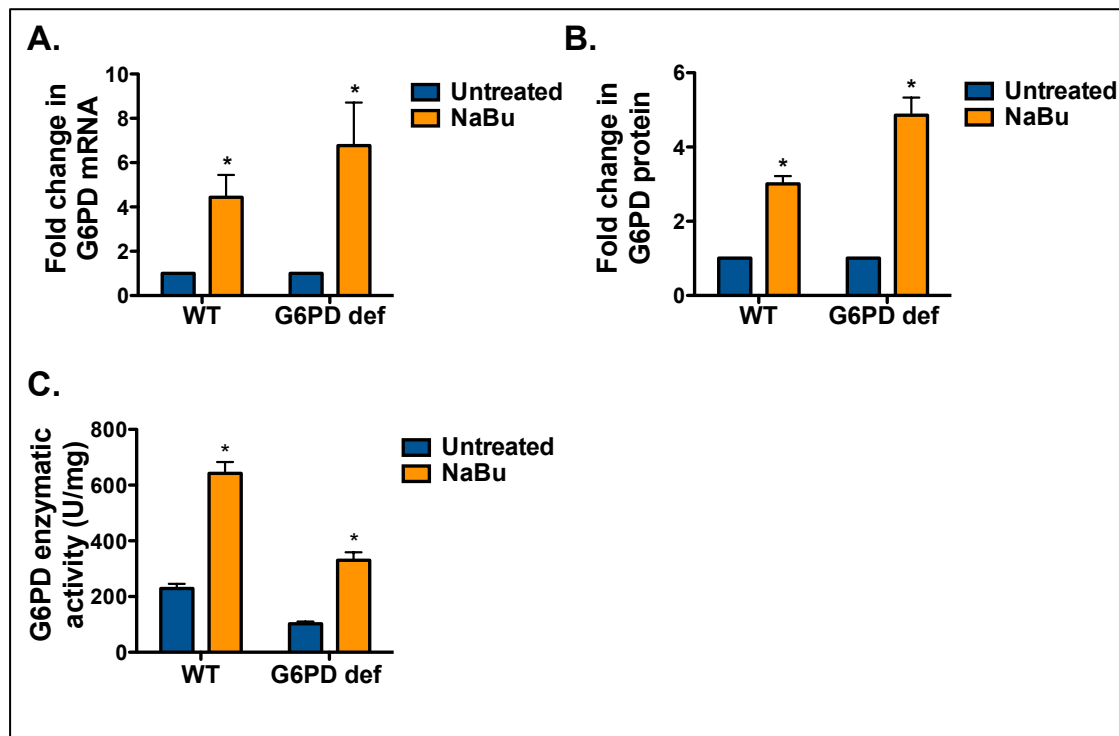 A.
Fold change in
G6PD mRNA
10
8
6
4
2
0
*
*
WT
G6PD def
Untreated
NaBu
B.
Fold change in
G6PD protein
6
4
2
0
*
*
WT
G6PD def
Untreated
NaBu
C.
G6PD enzymatic
activity (U/mg)
800
600
400
200
0
*
*
WT
G6PD def
Untreated
NaBu